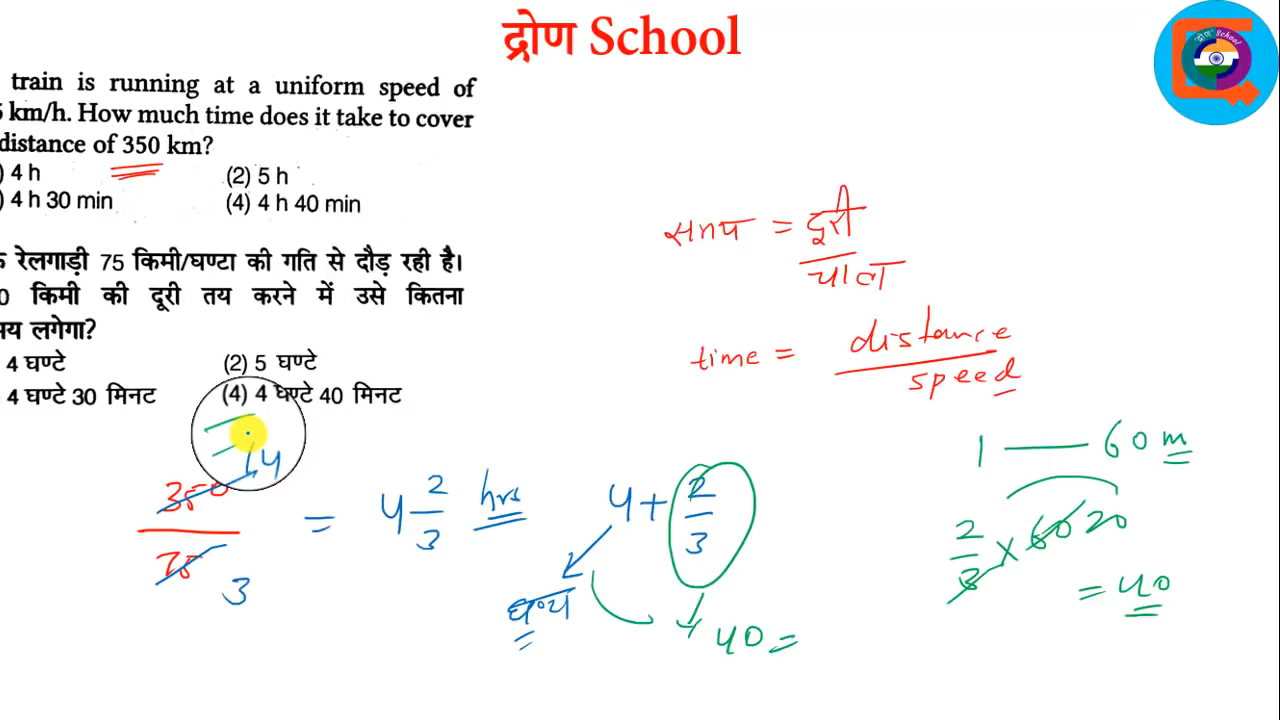 द्रोण School
"द्रोण" School
train is running at a uniform speed of
km/h. How much time does it take to cover
distance of 350 km?
) 4 h
(2) 5 h
) 4 h 30 min
(4) 4 h 40 min
रेलगाड़ी 75 किमी/घण्टा की गति से दौड़ रही है।
0 किमी की दूरी तय करने में उसे कितना
मय लगेगा?
4 घण्टे
(2) 5 घण्टे
4 घण्टे 30 मिनट
(4) 4 घण्टे 40 मिनट
समय = दूरी
चाल
time = distance
speed
1 — 60 m
350 14
75 3
= 4 2/3 hrs
4 + 2/3
घण्टा
40 =
2/3 × 60 20
= 40